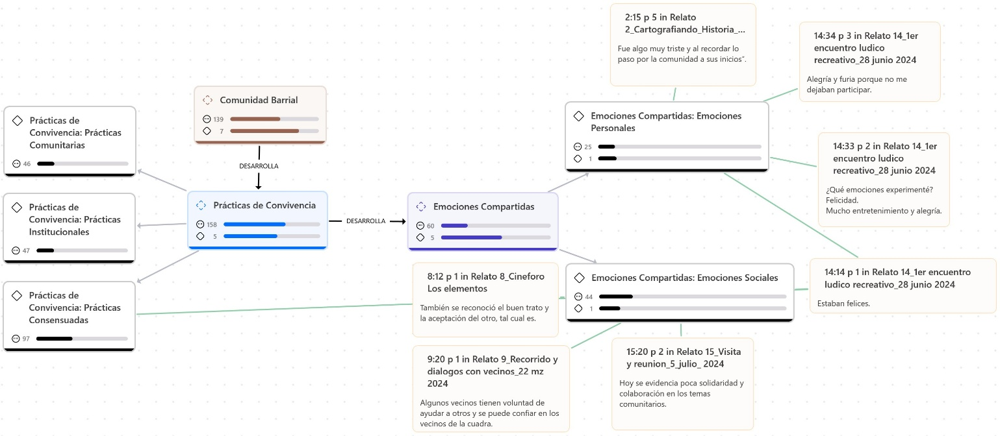 2:15 p 5 in Relato
2_Cartografiando_Historia_...
Fue algo muy triste y al recordar lo
paso por la comunidad a sus inicios".
14:34 p 3 in Relato 14_1er
encuentro ludico
recreativo_28 junio 2024
Alegría y furia porque no me
dejaban participar.
Prácticas de
Convivencia: Prácticas
Comunitarias
46
Comunidad Barrial
139
7
DESARROLLA
Emociones Compartidas: Emociones
Personales
25
1
14:33 p 2 in Relato 14_1er
encuentro ludico
recreativo_28 junio 2024
¿Qué emociones experimenté?
Felicidad.
Mucho entretenimiento y alegría.
Prácticas de
Convivencia: Prácticas
Institucionales
47
Prácticas de Convivencia
158
5
DESARROLLA
Emociones Compartidas
60
5
Prácticas de
Convivencia: Prácticas
Consensuadas
97
8:12 p 1 in Relato 8_Cineforo
Los elementos
También se reconoció el buen trato y
la aceptación del otro, tal cual es.
Emociones Compartidas: Emociones Sociales
44
1
14:14 p 1 in Relato 14_1er encuentro
ludico recreativo_28 junio 2024
Estaban felices.
9:20 p 1 in Relato 9_Recorrido y
dialogos con vecinos_22 mz
2024
Algunos vecinos tienen voluntad de
ayudar a otros y se puede confiar en los
vecinos de la cuadra.
15:20 p 2 in Relato 15_Visita
y reunion_5_julio_ 2024
Hoy se evidencia poca solidaridad y
colaboración en los temas
comunitarios.